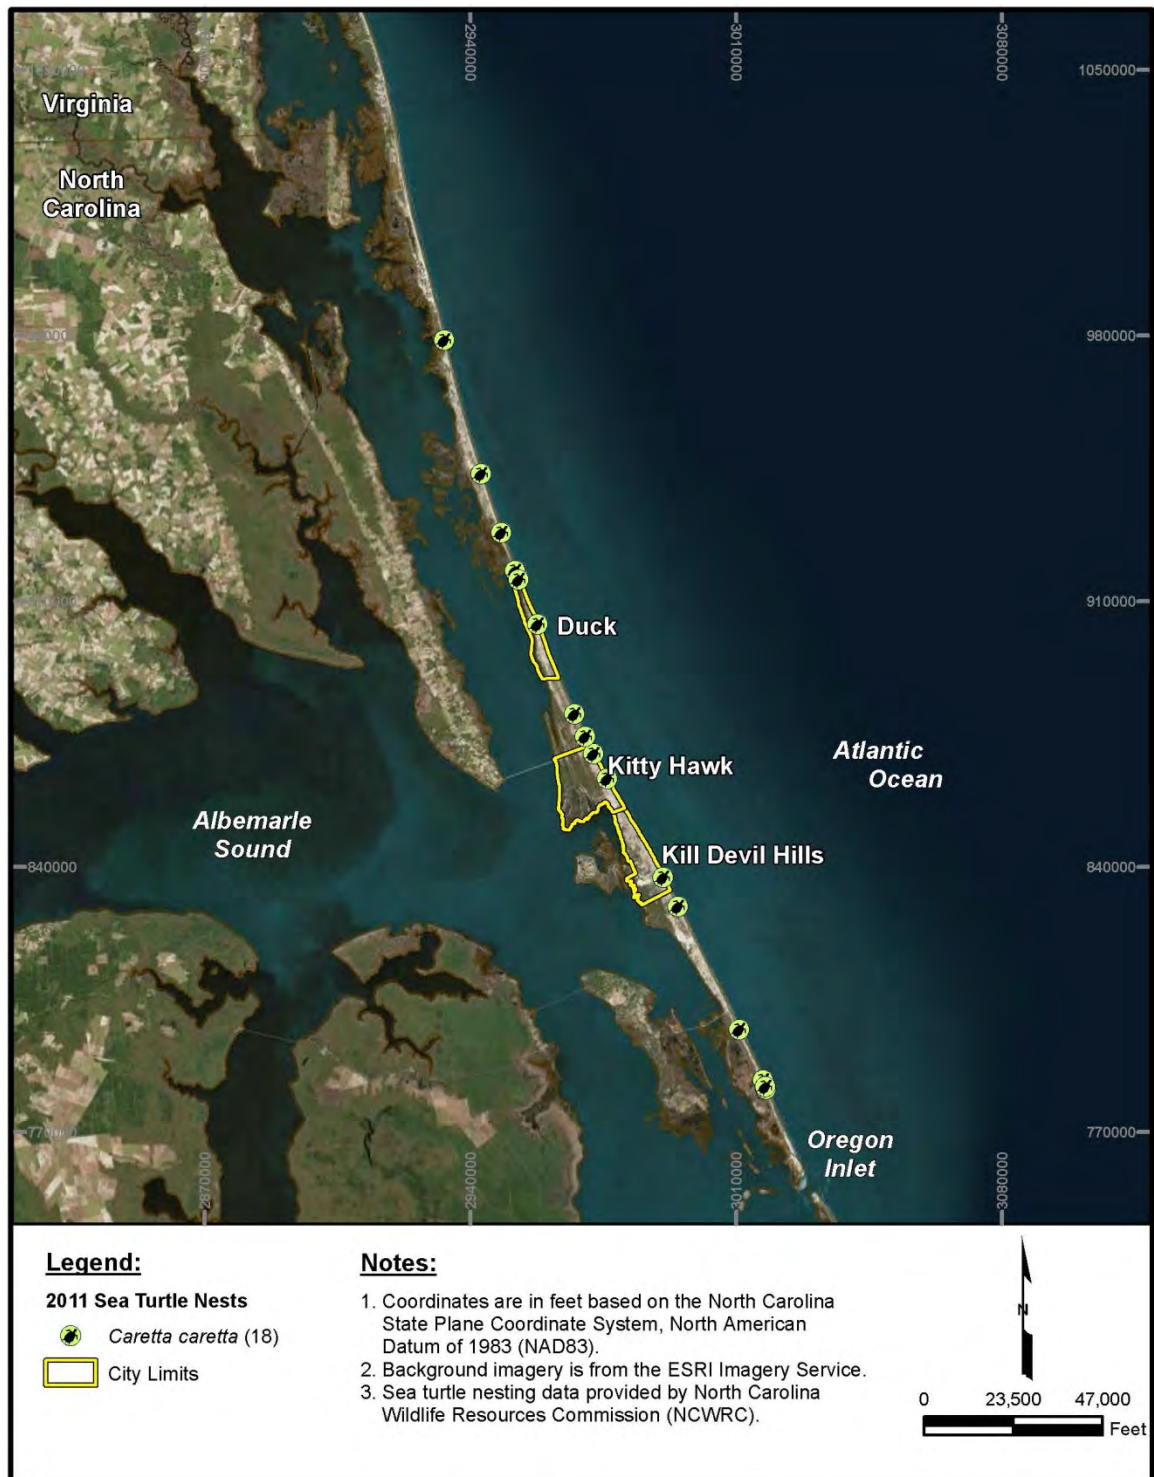 2940000
3010000
3080000
1050000
Virginia
North
Carolina
980000
910000
Duck
Kitty Hawk
Atlantic
Ocean
Albemarle
Sound
Kill Devil Hills
840000
840000
770000
770000
Oregon
Inlet
2870000
2940000
3010000
3080000
Legend:
2011 Sea Turtle Nests
Caretta caretta (18)
City Limits
Notes:
1. Coordinates are in feet based on the North Carolina
State Plane Coordinate System, North American
Datum of 1983 (NAD83).
2. Background imagery is from the ESRI Imagery Service.
3. Sea turtle nesting data provided by North Carolina
Wildlife Resources Commission (NCWRC).
N
0 23,500 47,000
Feet